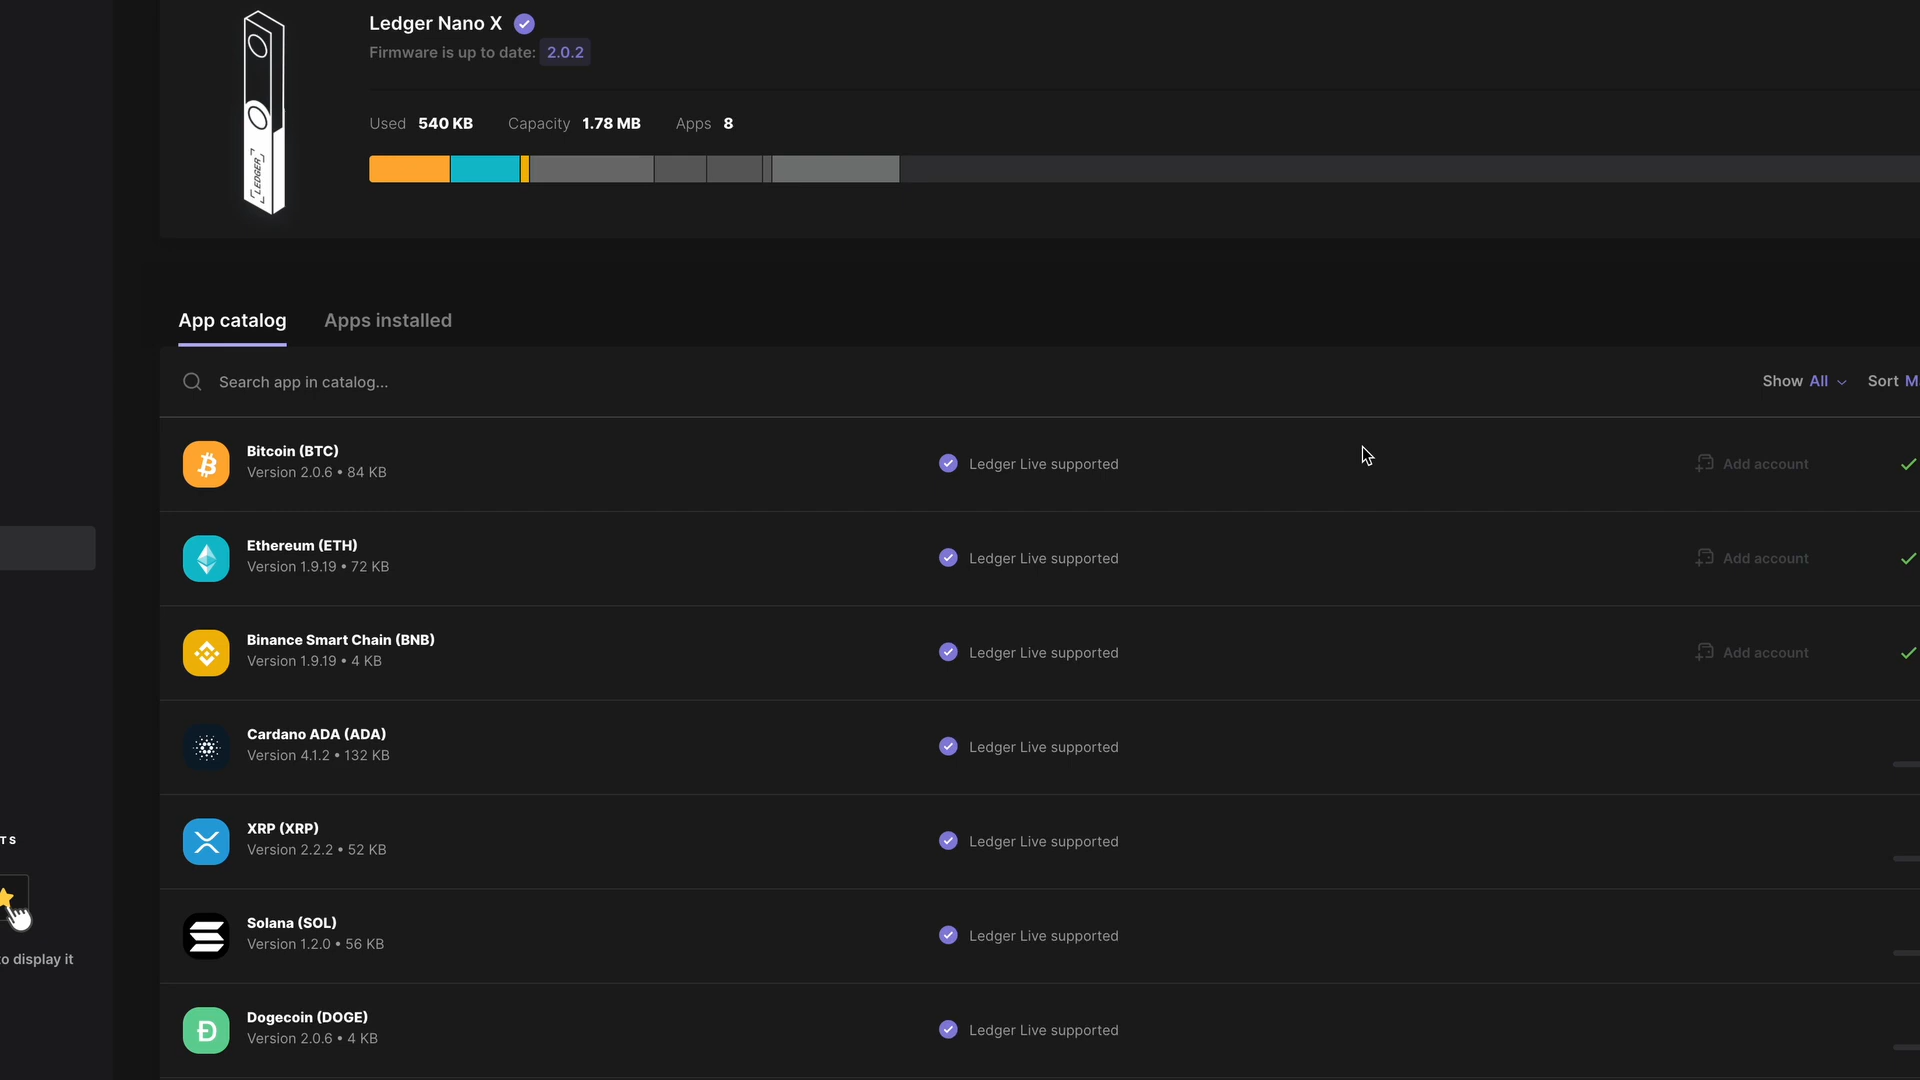 Ledger Nano X
Firmware is up to date: 2.0.2
Used 540 KB Capacity 1.78 MB Apps 8
LEDGER
App catalog Apps installed
Search app in catalog...
Show All Sort
Bitcoin (BTC)
Version 2.0.6 • 84 KB
Ledger Live supported
Add account
Ethereum (ETH)
Version 1.9.19 • 72 KB
Ledger Live supported
Add account
Binance Smart Chain (BNB)
Version 1.9.19 • 4 KB
Ledger Live supported
Add account
Cardano ADA (ADA)
Version 4.1.2 • 132 KB
Ledger Live supported
XRP (XRP)
Version 2.2.2 • 52 KB
Ledger Live supported
TS
Solana (SOL)
Version 1.2.0 • 56 KB
Ledger Live supported
to display it
Dogecoin (DOGE)
Version 2.0.6 • 4 KB
Ledger Live supported